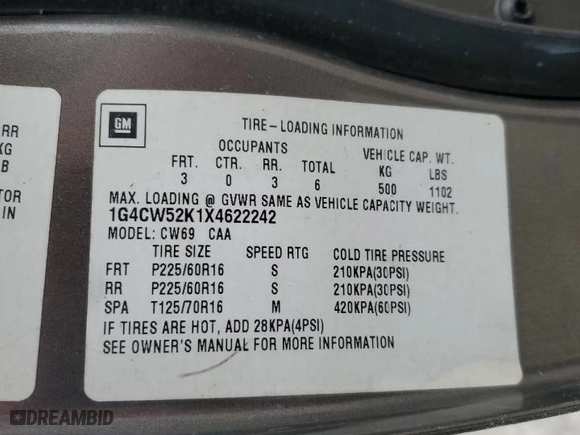 GM
TIRE-LOADING INFORMATION
OCCUPANTS VEHICLE CAP. WT.
FRT. CTR. RR. TOTAL KG LBS
3 0 3 6 500 1102
MAX. LOADING @ GVWR SAME AS VEHICLE CAPACITY WEIGHT.
1G4CW52K1X4622242
MODEL: CW69 CAA
TIRE SIZE SPEED RTG COLD TIRE PRESSURE
FRT P225/60R16 S 210KPA(30PSI)
RR P225/60R16 S 210KPA(30PSI)
SPA T125/70R16 M 420KPA(60PSI)
IF TIRES ARE HOT, ADD 28KPA(4PSI)
SEE OWNER'S MANUAL FOR MORE INFORMATION
RR
KG
B
TOR
IN
DREAMBID